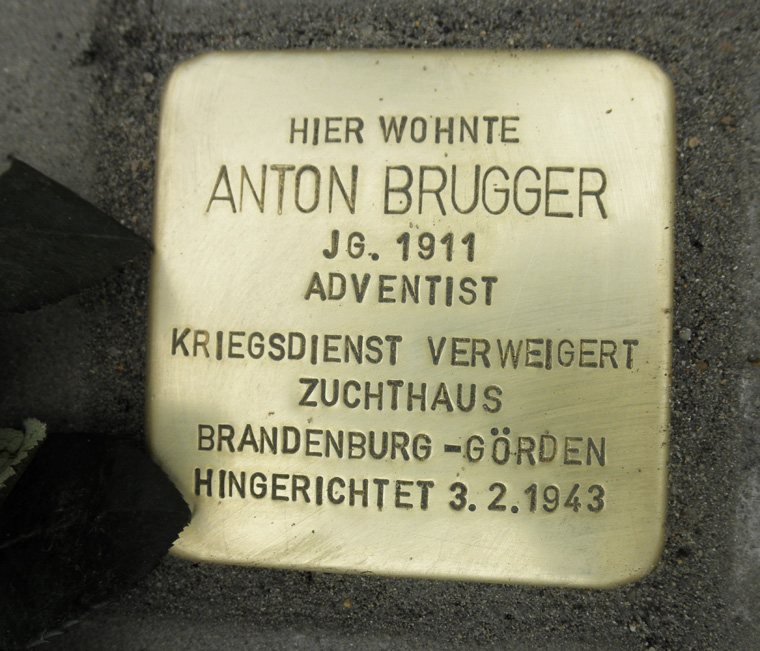 HIER WOHNTE
ANTON BRUGGER
JG. 1911
ADVENTIST
KRIEGSDIENST VERWEIGERT
ZUCHTHAUS
BRANDENBURG-GÖRDEN
HINGERICHTET 3.2.1943